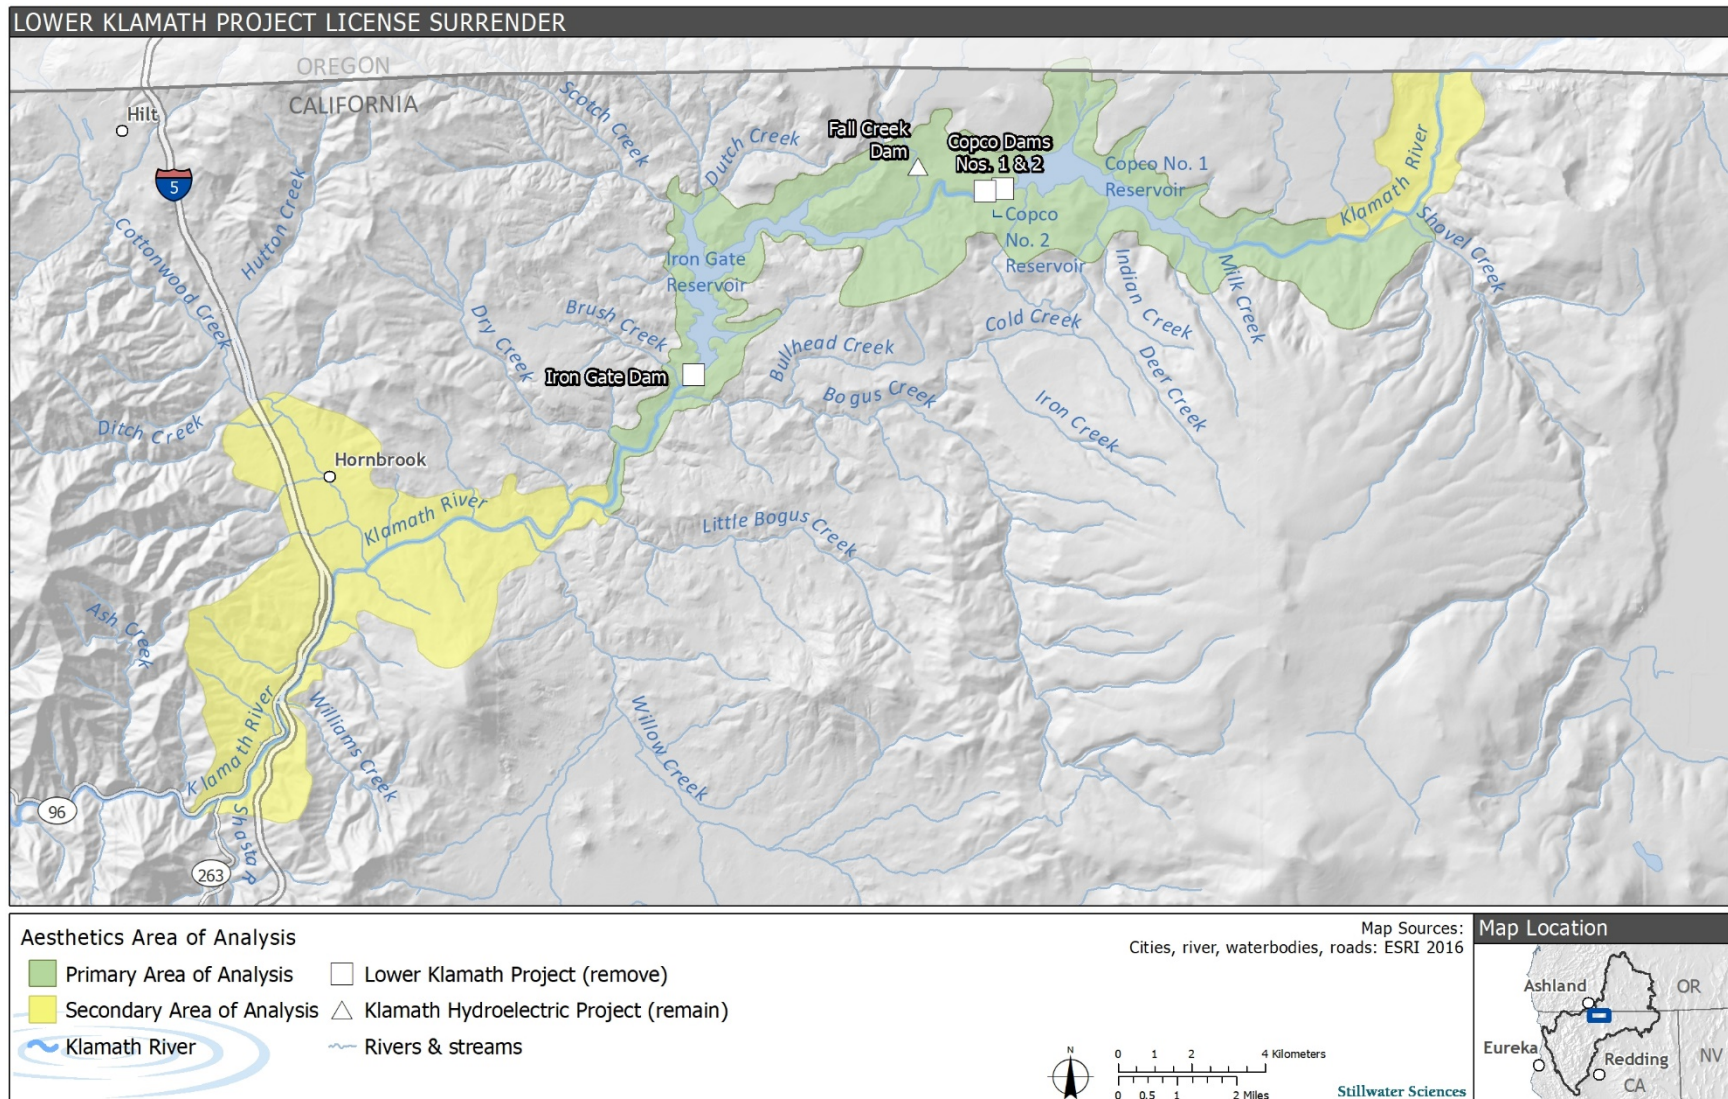 LOWER KLAMATH PROJECT LICENSE SURRENDER
OREGON
CALIFORNIA
Hilt
5
Scotch Creek
Dutch Creek
Fall Creek
Dam
Copco Dams
Nos. 1 & 2
Copco No. 1
Reservoir
Klamath River
Hutton Creek
Cottonwood Creek
Copco
No. 2
Reservoir
Shovel Creek
Iron Gate
Reservoir
Indian Creek
Milk Creek
Dry Creek
Brush Creek
Cold Creek
Bullhead Creek
Deer Creek
Iron Gate Dam
Bogus Creek
Iron Creek
Ditch Creek
Hornbrook
Klamath River
Little Bogus Creek
Ash Creek
Klamath River
Williams Creek
Willow Creek
96
Shasta R
263
Aesthetics Area of Analysis
Primary Area of Analysis
Secondary Area of Analysis
Klamath River
Lower Klamath Project (remove)
Klamath Hydroelectric Project (remain)
Rivers & streams
Map Sources:
Cities, river, waterbodies, roads: ESRI 2016
N
0 1 2 4 Kilometers
0 0.5 1 2 Miles
Stillwater Sciences
Map Location
Ashland
OR
Eureka
Redding
NV
CA